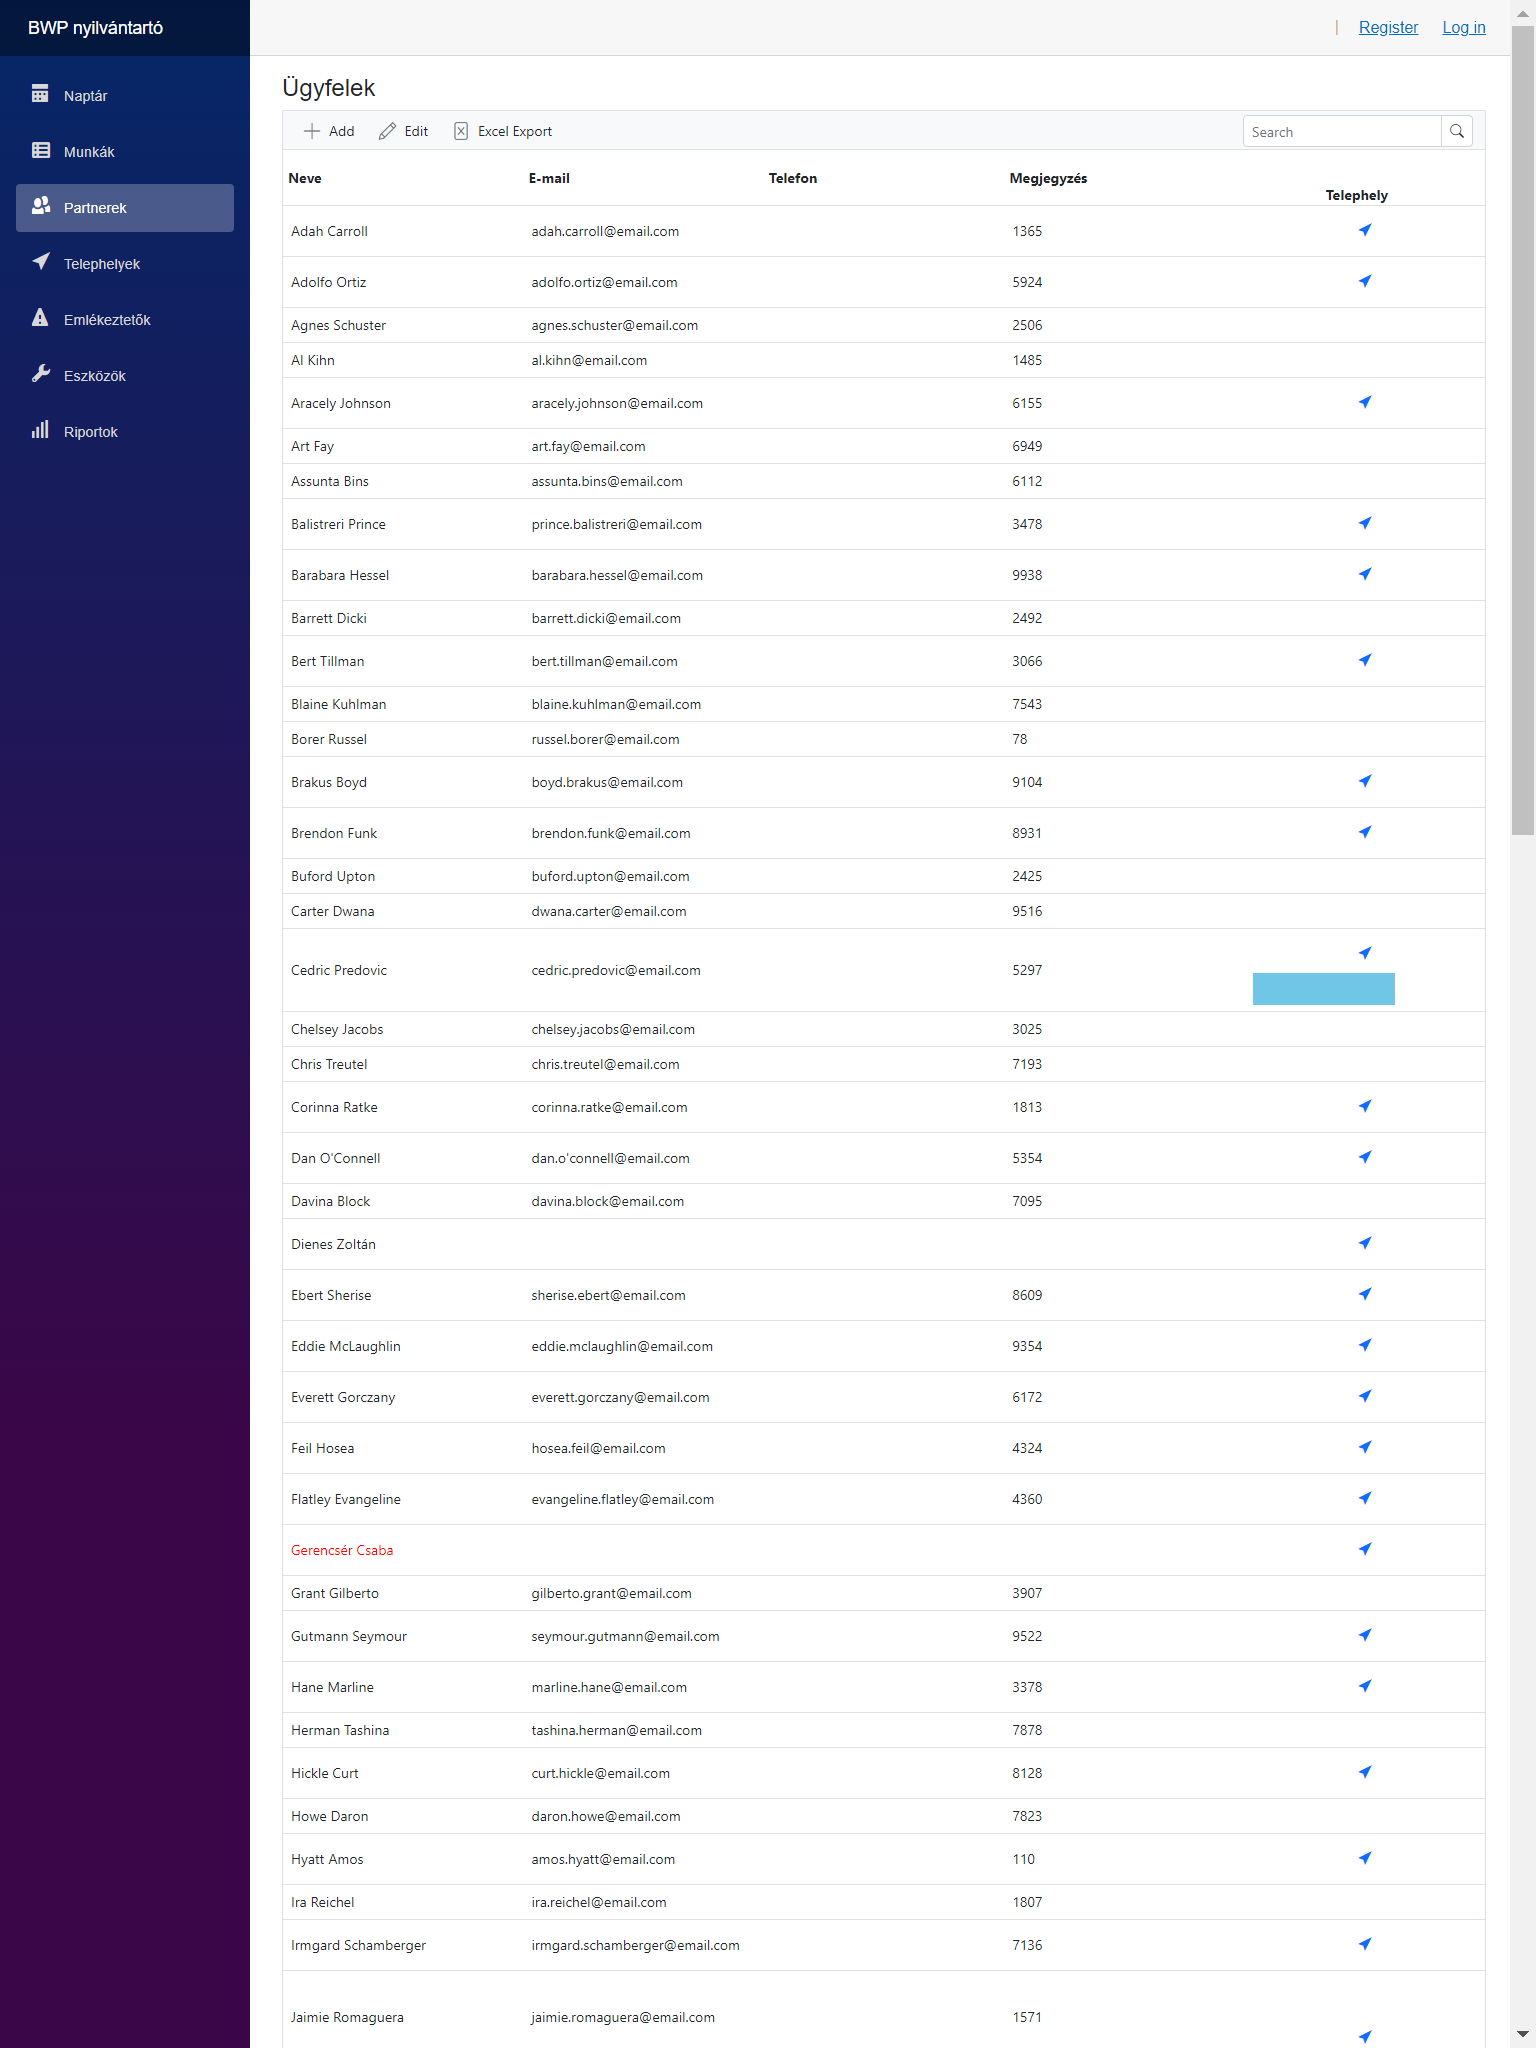 BWP nyilvántartó
| Register Log in
Naptár
Munkák
Partnerek
Telephelyek
Emlékeztetők
Eszközök
Riportok
Ügyfelek
Add Edit Excel Export Search
Neve E-mail Telefon Megjegyzés Telephely
Adah Carroll adah.carroll@email.com 1365
Adolfo Ortiz adolfo.ortiz@email.com 5924
Agnes Schuster agnes.schuster@email.com 2506
Al Kihn al.kihn@email.com 1485
Aracely Johnson aracely.johnson@email.com 6155
Art Fay art.fay@email.com 6949
Assunta Bins assunta.bins@email.com 6112
Balistreri Prince prince.balistreri@email.com 3478
Barabara Hessel barabara.hessel@email.com 9938
Barrett Dicki barrett.dicki@email.com 2492
Bert Tillman bert.tillman@email.com 3066
Blaine Kuhlman blaine.kuhlman@email.com 7543
Borer Russel russel.borer@email.com 78
Brakus Boyd boyd.brakus@email.com 9104
Brendon Funk brendon.funk@email.com 8931
Buford Upton buford.upton@email.com 2425
Carter Dwana dwana.carter@email.com 9516
Cedric Predovic cedric.predovic@email.com 5297
Chelsey Jacobs chelsey.jacobs@email.com 3025
Chris Treutel chris.treutel@email.com 7193
Corinna Ratke corinna.ratke@email.com 1813
Dan O'Connell dan.o'connell@email.com 5354
Davina Block davina.block@email.com 7095
Dienes Zoltán
Ebert Sherise sherise.ebert@email.com 8609
Eddie McLaughlin eddie.mclaughlin@email.com 9354
Everett Gorczany everett.gorczany@email.com 6172
Feil Hosea hosea.feil@email.com 4324
Flatley Evangeline evangeline.flatley@email.com 4360
Gerencsér Csaba
Grant Gilberto gilberto.grant@email.com 3907
Gutmann Seymour seymour.gutmann@email.com 9522
Hane Marline marline.hane@email.com 3378
Herman Tashina tashina.herman@email.com 7878
Hickle Curt curt.hickle@email.com 8128
Howe Daron daron.howe@email.com 7823
Hyatt Amos amos.hyatt@email.com 110
Ira Reichel ira.reichel@email.com 1807
Irmgard Schamberger irmgard.schamberger@email.com 7136
Jaimie Romaguera jaimie.romaguera@email.com 1571